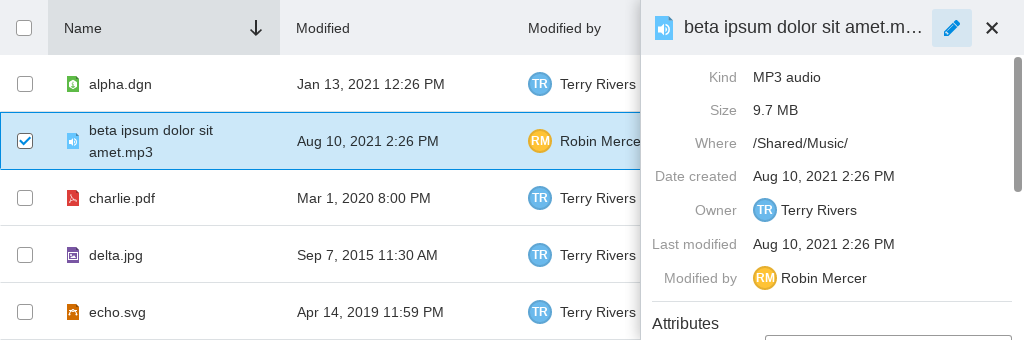 Name Modified Modified by
alpha.dgn Jan 13, 2021 12:26 PM TR Terry Rivers
beta ipsum dolor sit
amet.mp3 Aug 10, 2021 2:26 PM RM Robin Merce
charlie.pdf Mar 1, 2020 8:00 PM TR Terry Rivers
delta.jpg Sep 7, 2015 11:30 AM TR Terry Rivers
echo.svg Apr 14, 2019 11:59 PM TR Terry Rivers
beta ipsum dolor sit amet.m...
Kind MP3 audio
Size 9.7 MB
Where /Shared/Music/
Date created Aug 10, 2021 2:26 PM
Owner TR Terry Rivers
Last modified Aug 10, 2021 2:26 PM
Modified by RM Robin Mercer
Attributes